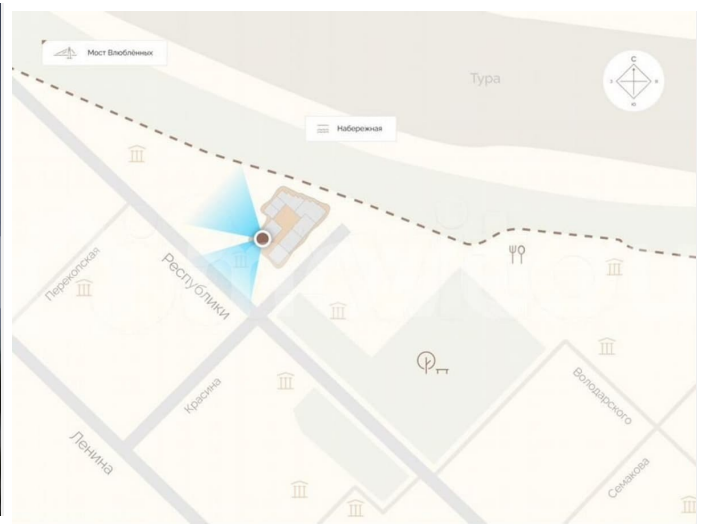 Мост Влюблённых
Тура
С
Ю
Набережная
Перекопская
Республики
Красина
Ленина
Володарского
Семакова